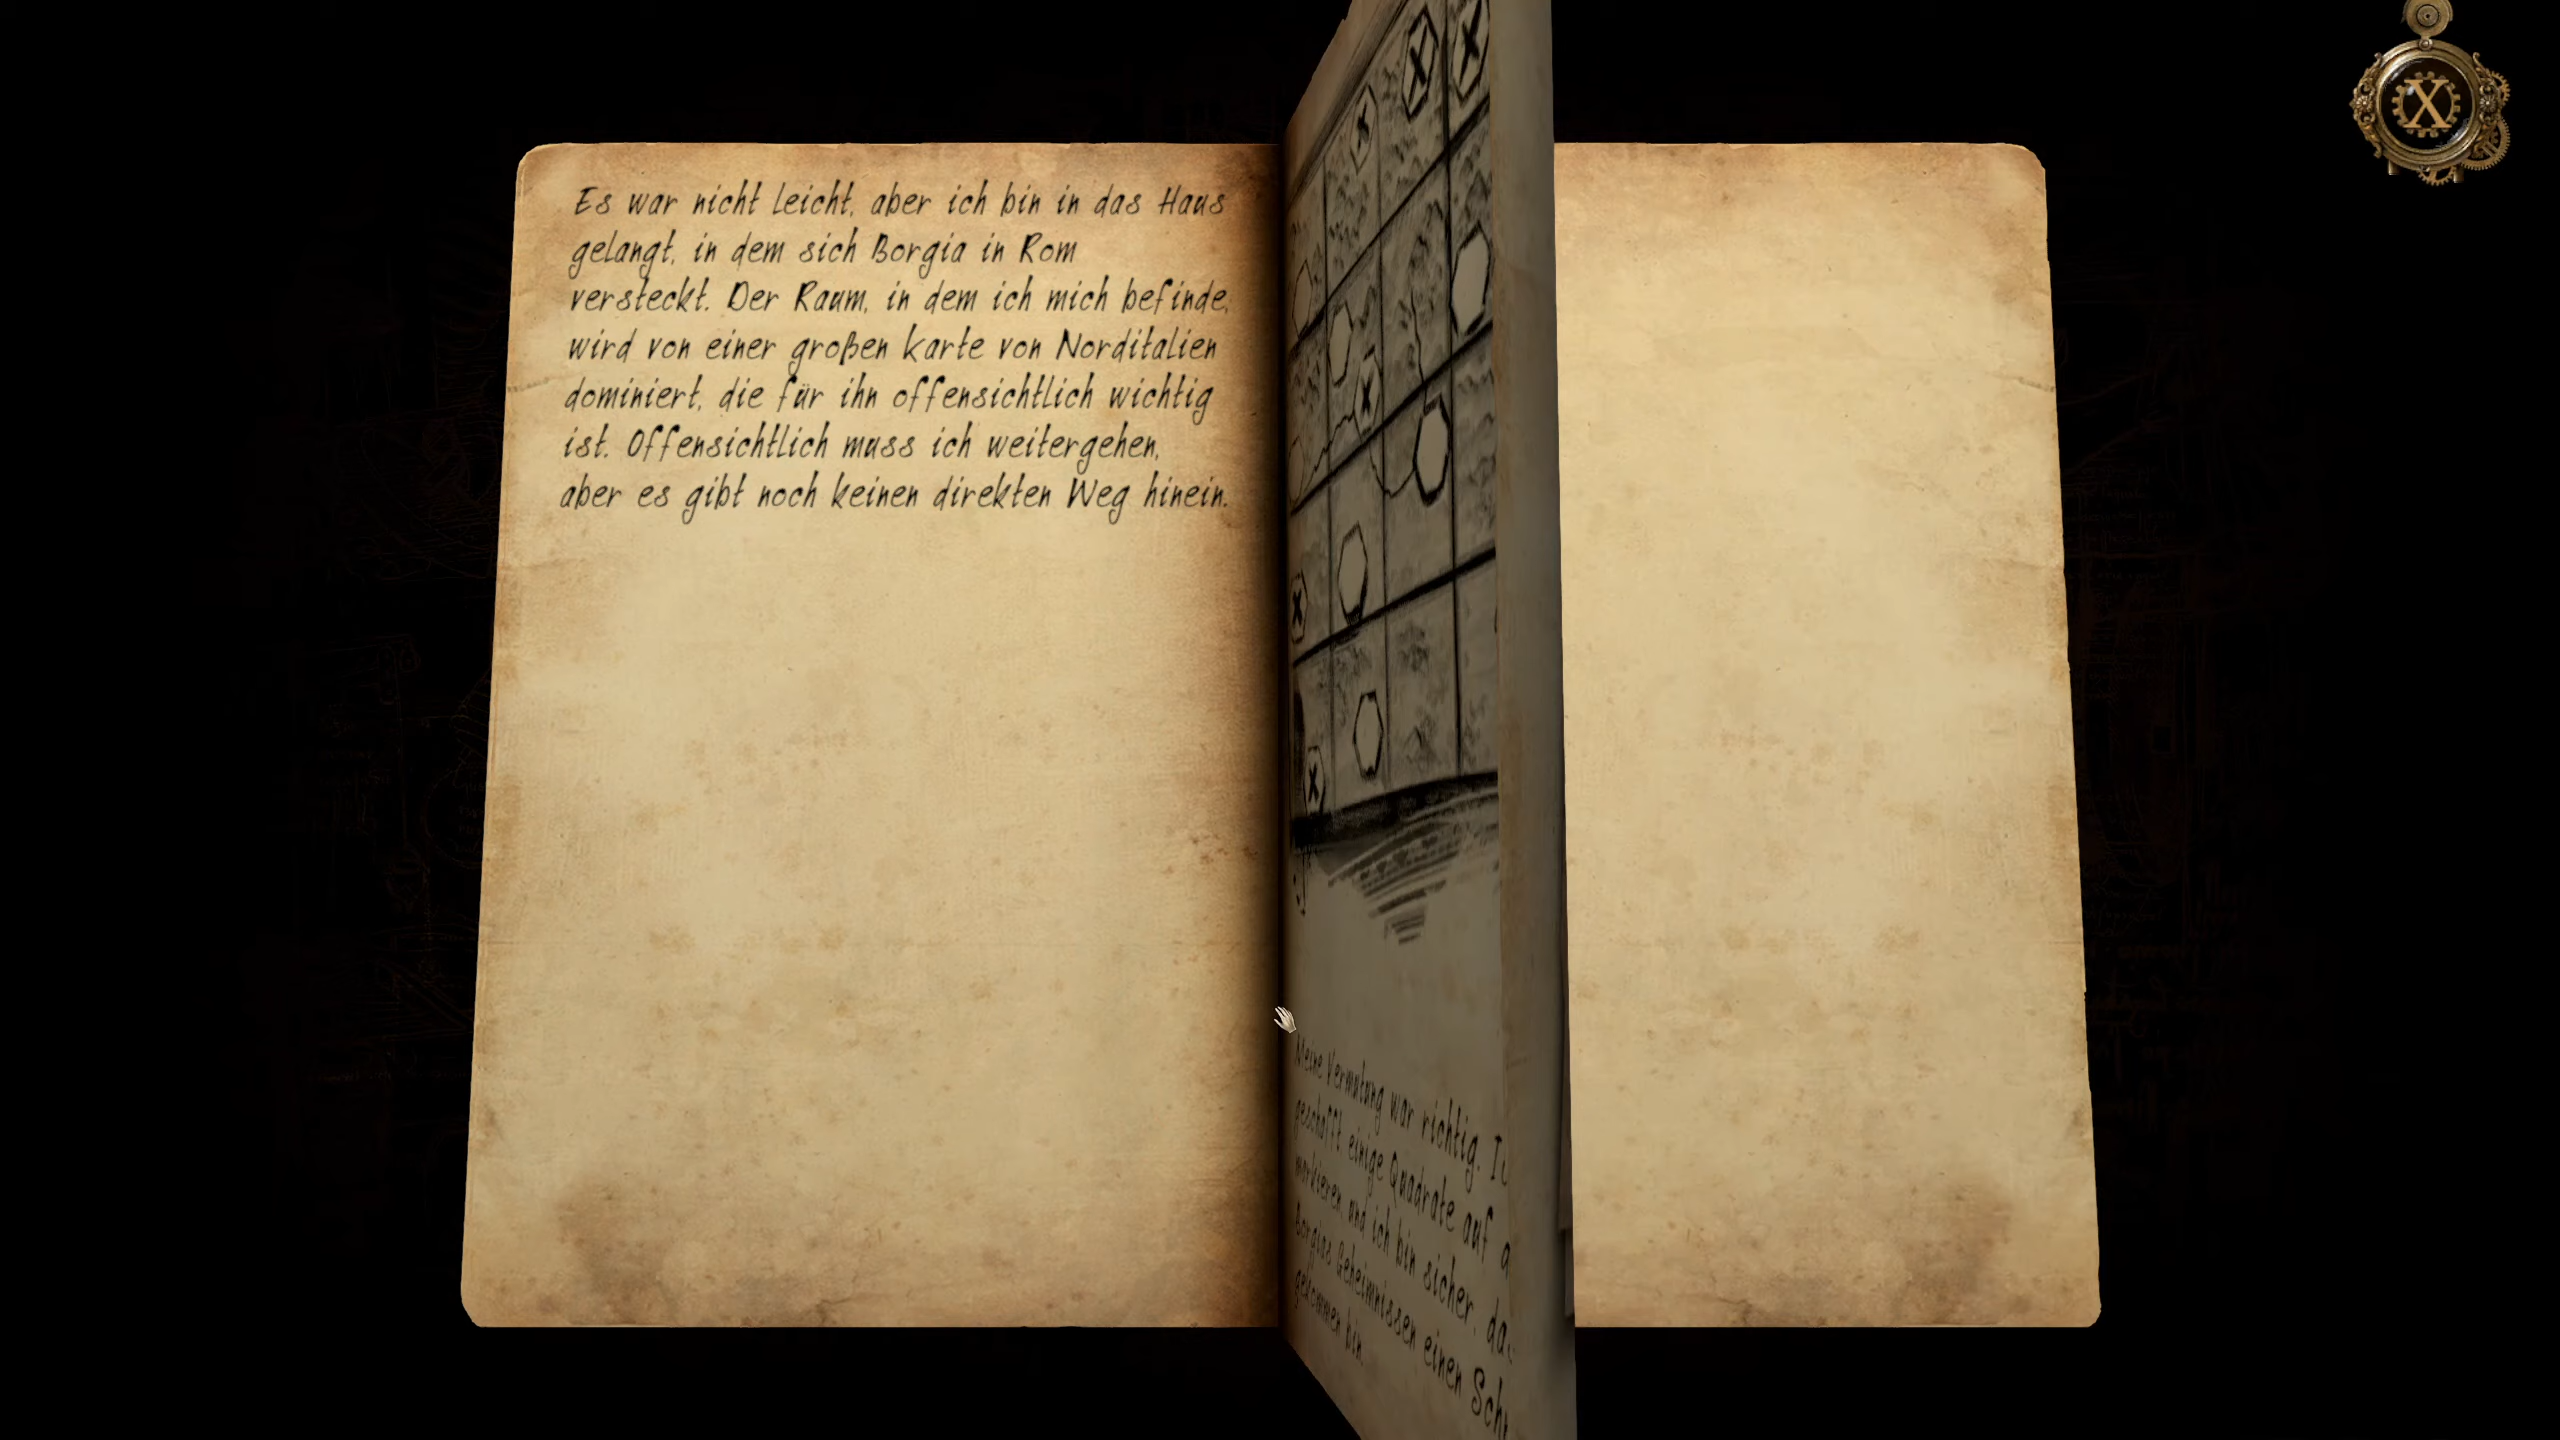 Es war nicht leicht, aber ich bin in das Haus
gelangt, in dem sich Borgia in Rom
versteckt. Der Raum, in dem ich mich befinde,
wird von einer großen Karte von Norditalien
dominiert, die für ihn offensichtlich wichtig
ist. Offensichtlich muss ich weitergehen,
aber es gibt noch keinen direkten Weg hinein.
X
Meine Vermutung war richtig.
geschafft einige Quadrate auf
markieren, und ich bin sicher,
Borgias Geheimnissen einen
gekommen bin.